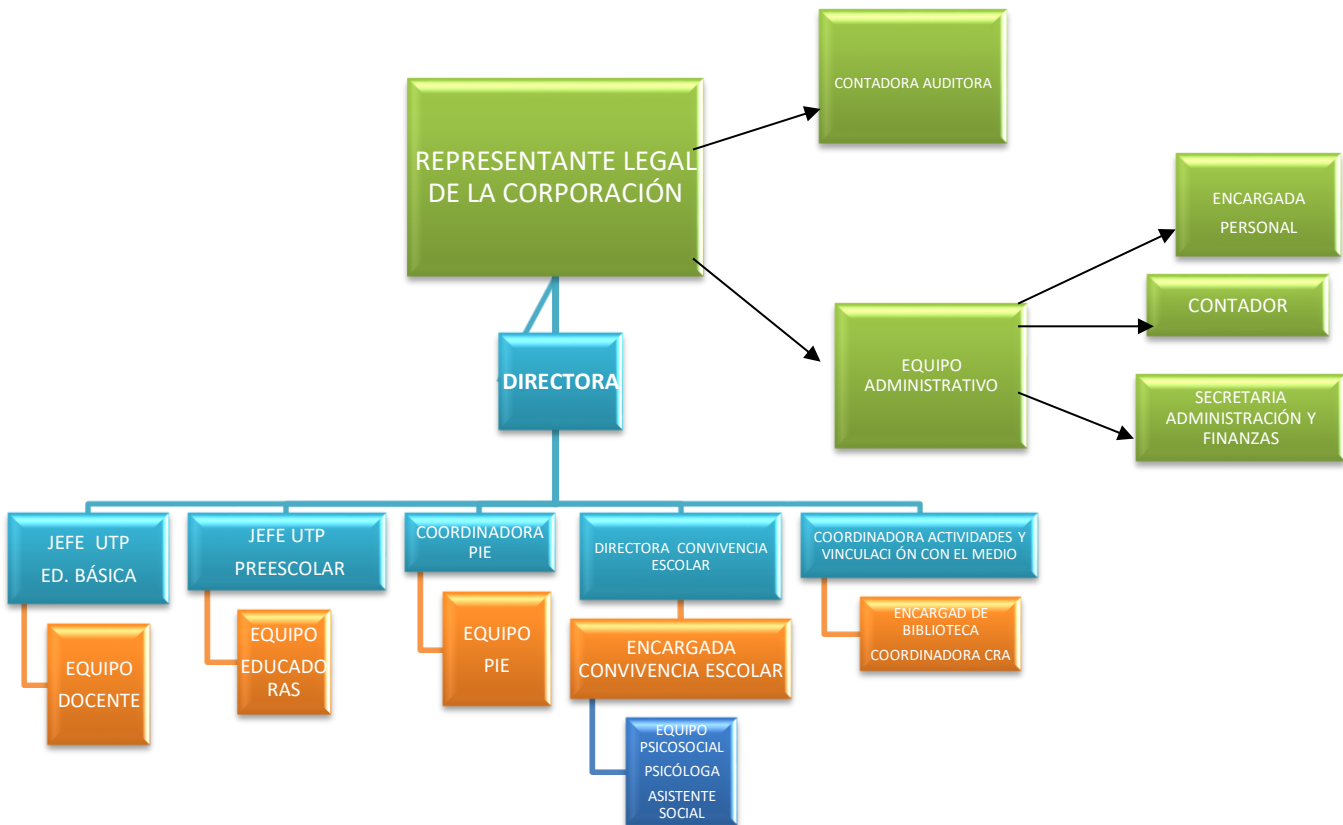 CONTADORA AUDITORA
REPRESENTANTE LEGAL
DE LA CORPORACIÓN
ENCARGADA
PERSONAL
CONTADOR
EQUIPO
ADMINISTRATIVO
SECRETARIA
ADMINISTRACIÓN Y
FINANZAS
DIRECTORA
JEFE UTP
ED. BÁSICA
JEFE UTP
PREESCOLAR
COORDINADORA
PIE
DIRECTORA CONVIVENCIA
ESCOLAR
COORDINADORA ACTIVIDADES Y
VINCULACI ÓN CON EL MEDIO
EQUIPO
DOCENTE
EQUIPO
EDUCADO
RAS
EQUIPO
PIE
ENCARGADA
CONVIVENCIA ESCOLAR
ENCARGAD DE
BIBLIOTECA
COORDINADORA CRA
EQUIPO
PSICOSOCIAL
PSICÓLOGA
ASISTENTE
SOCIAL